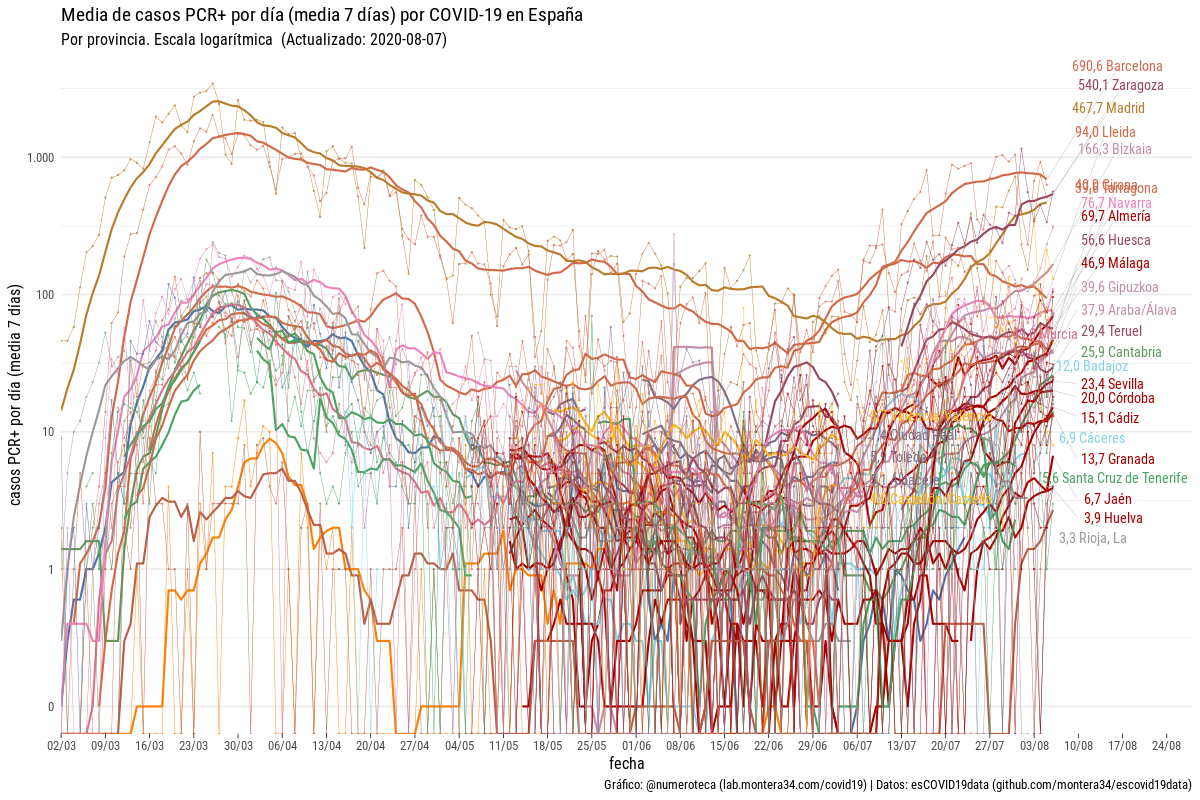 Media de casos PCR+ por día (media 7 días) por COVID-19 en España
Por provincia. Escala logarítmica (Actualizado: 2020-08-07)
casos PCR+ por día (media 7 días)
1.000
100
10
1
0
690,6 Barcelona
540,1 Zaragoza
467,7 Madrid
94,0 Lleida
166,3 Bizkaia
Girona
Tarragona
76,7 Navarra
69,7 Almería
56,6 Huesca
46,9 Málaga
39,6 Gipuzkoa
37,9 Araba/Álava
29,4 Teruel
25,9 Cantabria
12,0 Badajoz
23,4 Sevilla
20,0 Córdoba
15,1 Cádiz
6,9 Cáceres
13,7 Granada
Santa Cruz de Tenerife
6,7 Jaén
3,9 Huelva
3,3 Rioja, La
Ciudad Real
Toledo
02/03 09/03 16/03 23/03 30/03 06/04 13/04 20/04 27/04 04/05 11/05 18/05 25/05 01/06 08/06 15/06 22/06 29/06 06/07 13/07 20/07 27/07 03/08 10/08 17/08 24/08
fecha
Gráfico: @numeroteca (lab.montera34.com/covid19) | Datos: esCOVID19data (github.com/montera34/escovid19data)